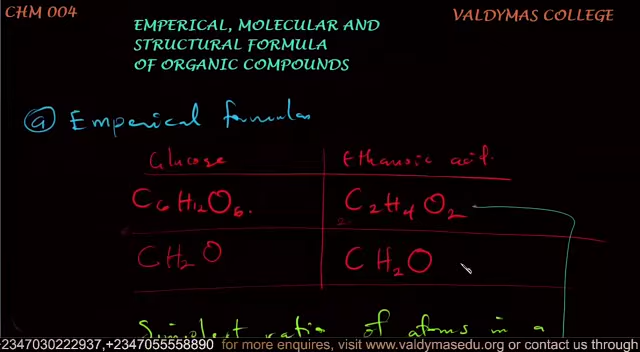 CHM 004
VALDYMAS COLLEGE
EMPERICAL, MOLECULAR AND
STRUCTURAL FORMULA
OF ORGANIC COMPOUNDS
(a) Emperical formulas
Glucose Ethanoic acid.
C6H12O6. C2H4O2
CH2O CH2O
Simplest ratio of atoms in a
2347030222937,+2347055558890 for more enquires, visit www.valdymasedu.org or contact us through